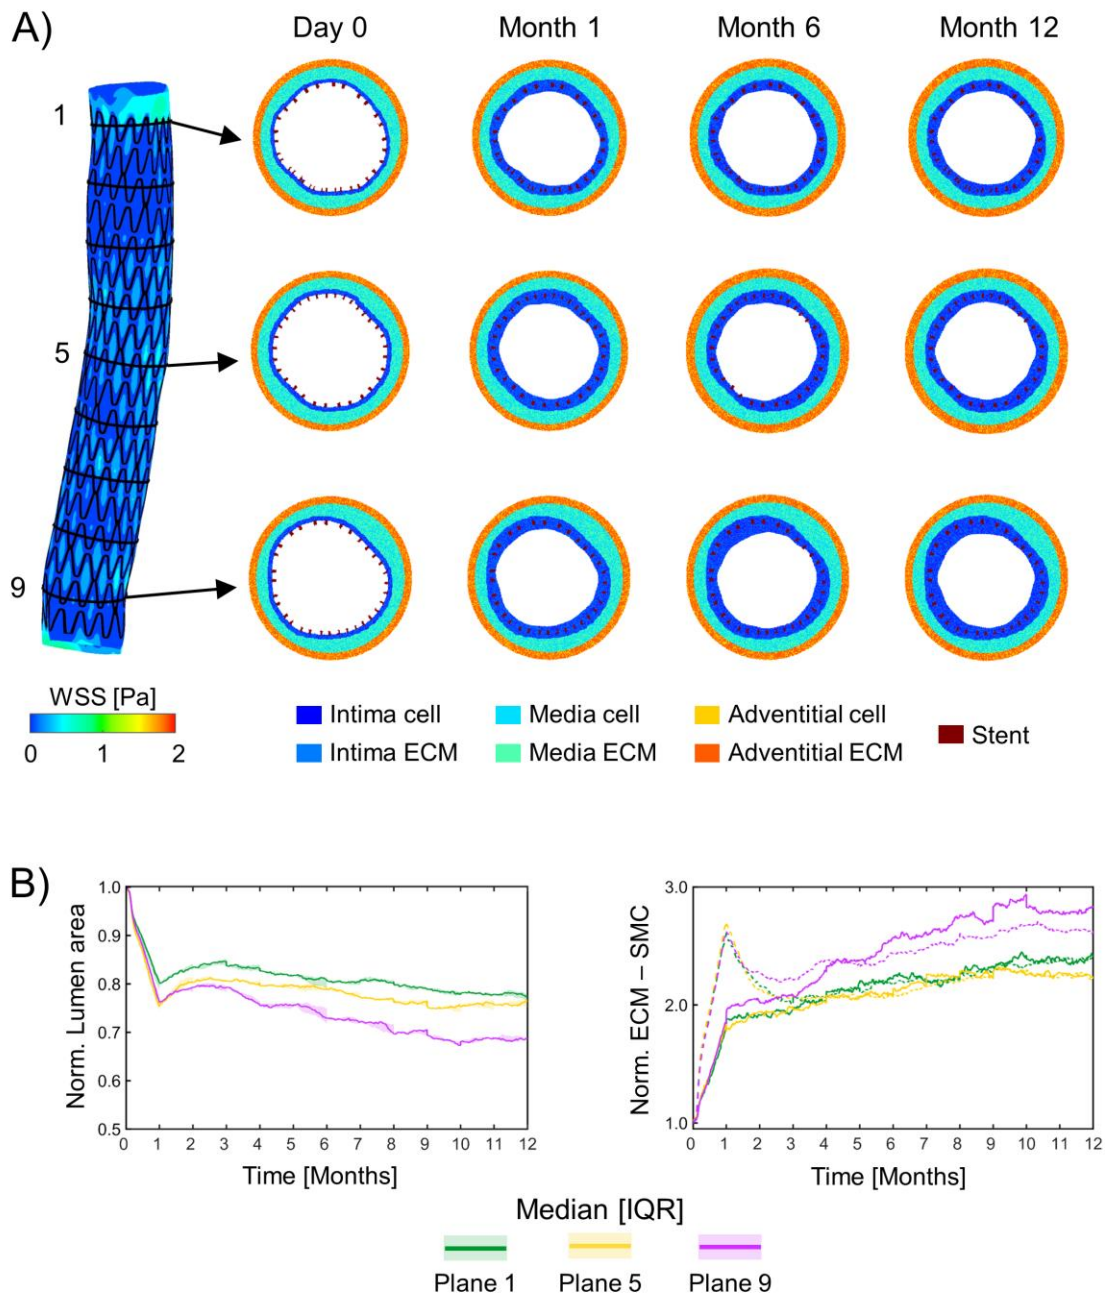 A)
Day 0 Month 1 Month 6 Month 12
1
5
9
WSS [Pa]
0 1 2
Intima cell Media cell Adventitial cell
Intima ECM Media ECM Adventitial ECM
Stent
B)
Norm. Lumen area
1.0
0.9
0.8
0.7
0.6
0.5
0 1 2 3 4 5 6 7 8 9 10 11 12
Time [Months]
Norm. ECM – SMC
3.0
2.0
1.0
0 1 2 3 4 5 6 7 8 9 10 11 12
Time [Months]
Median [IQR]
Plane 1 Plane 5 Plane 9